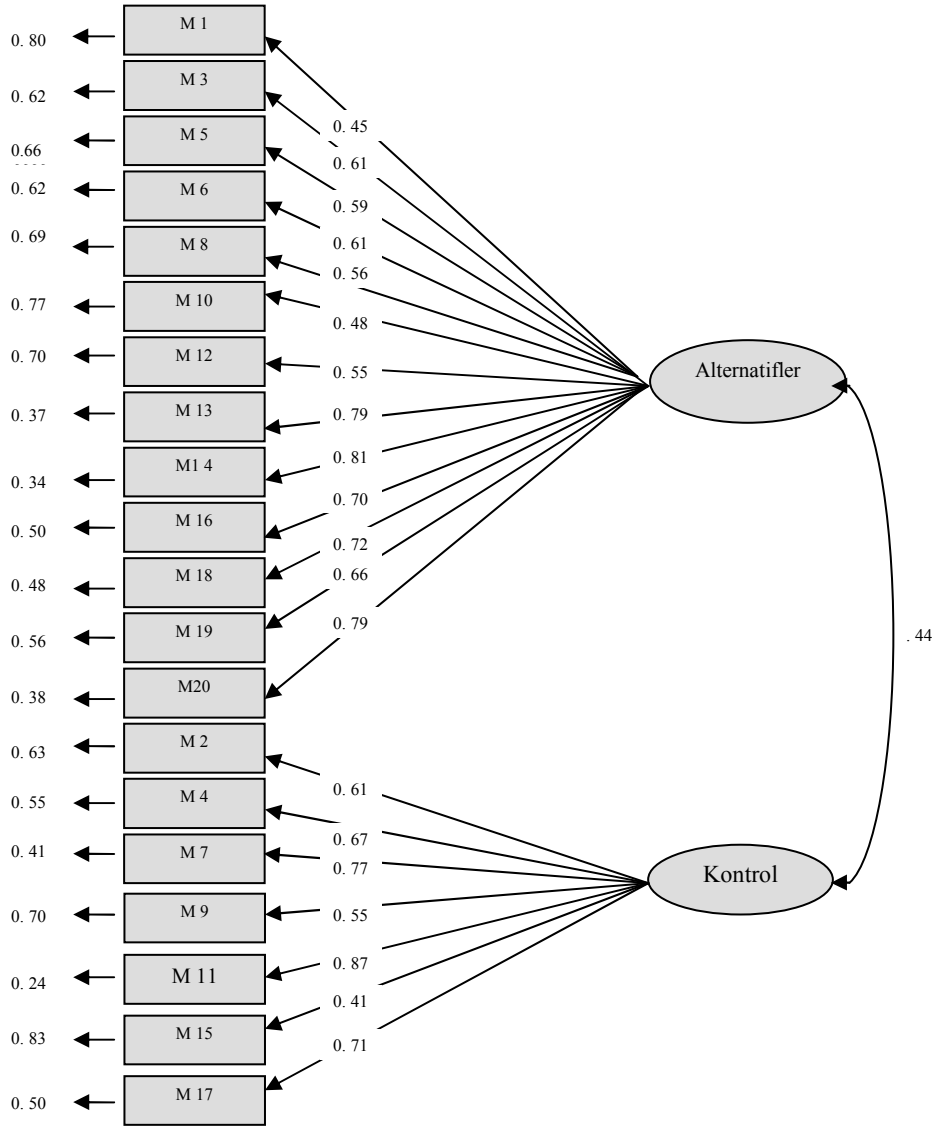 M 1
0. 80
M 3
0. 62
0. 45
M 5
0.66
0. 61
M 6
0. 62
0. 59
M 8
0. 69
0. 61
0. 56
M 10
0. 77
0. 48
M 12
0. 70
0. 55
Alternatifler
M 13
0. 37
0. 79
M1 4
0. 34
0. 81
M 16
0. 50
0. 70
M 18
0. 48
0. 72
0. 66
M 19
0. 56
0. 79
. 44
M20
0. 38
M 2
0. 63
M 4
0. 55
0. 61
M 7
0. 41
0. 67
0. 77
Kontrol
M 9
0. 70
0. 55
M 11
0. 24
0. 87
0. 41
M 15
0. 83
0. 71
M 17
0. 50